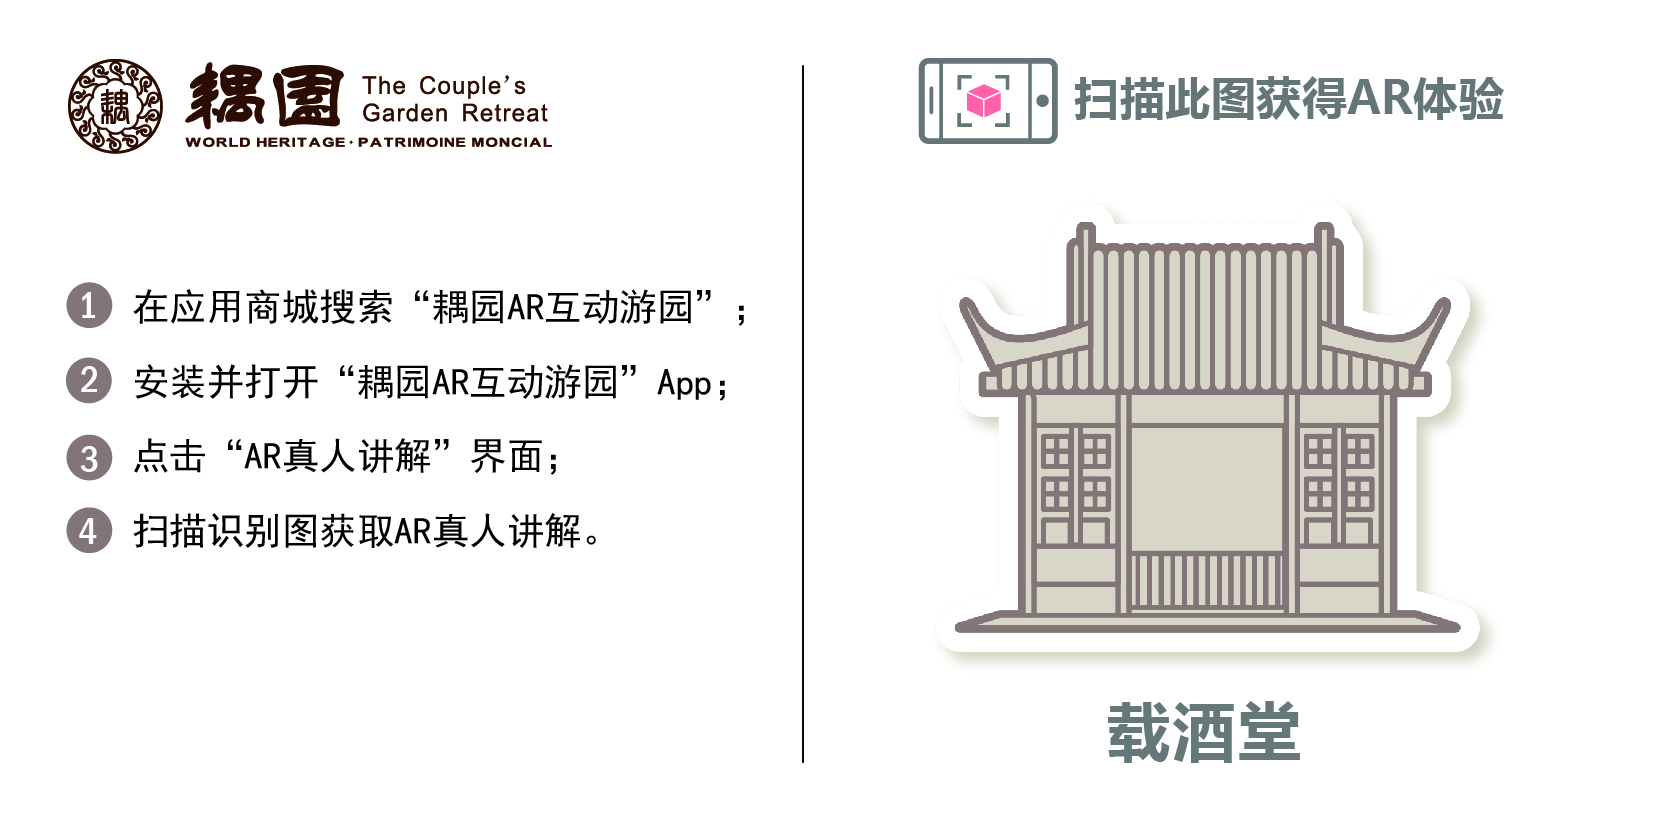 耦
耦園
The Couple's
Garden Retreat
WORLD HERITAGE·PATRIMOINE MONCIAL
1 在应用商城搜索“耦园AR互动游园”；
2 安装并打开“耦园AR互动游园”App；
3 点击“AR真人讲解”界面；
4 扫描识别图获取AR真人讲解。
扫描此图获得AR体验
载酒堂